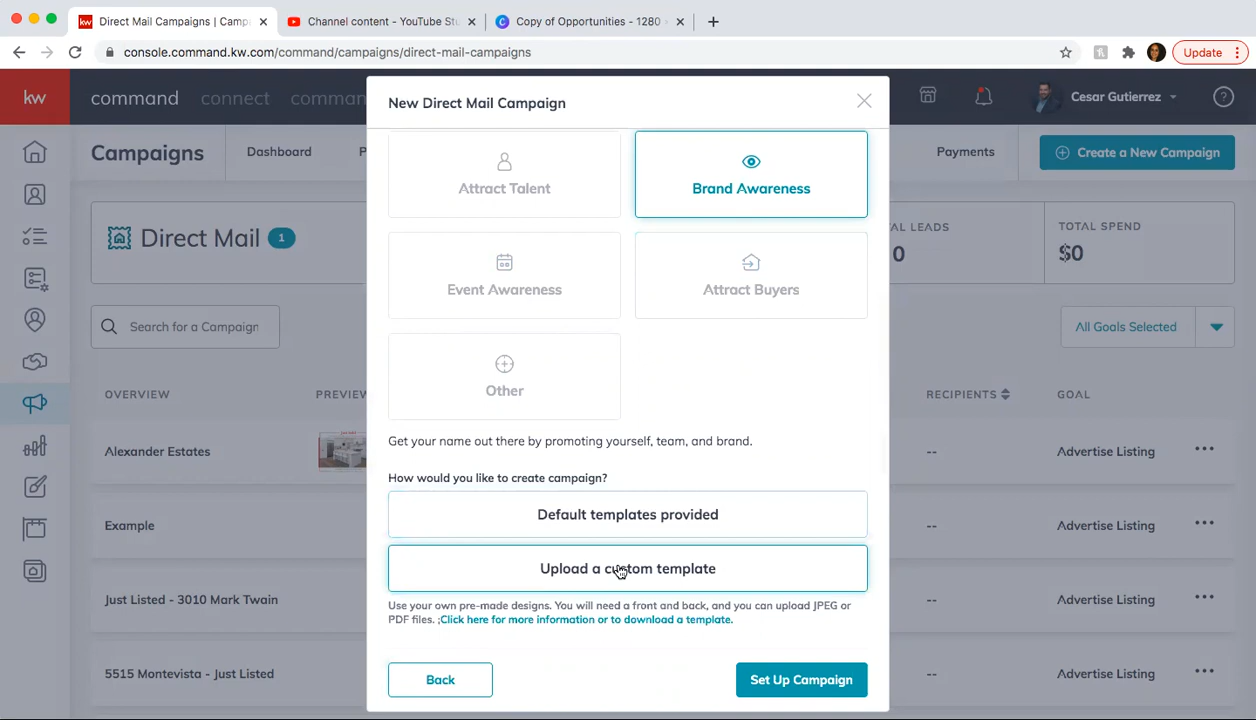 Direct Mail Campaigns | Camp
Channel content - YouTube Stu
Copy of Opportunities - 1280
console.command.kw.com/command/campaigns/direct-mail-campaigns
Update
kw
command
connect
comman
New Direct Mail Campaign
Cesar Gutierrez
Campaigns
Dashboard
P
Payments
Create a New Campaign
Attract Talent
Brand Awareness
Direct Mail
1
AL LEADS
0
TOTAL SPEND
$0
Event Awareness
Attract Buyers
Search for a Campaign
All Goals Selected
Other
OVERVIEW
PREVIEW
RECIPIENTS
GOAL
Get your name out there by promoting yourself, team, and brand.
Alexander Estates
--
Advertise Listing
How would you like to create campaign?
Default templates provided
Example
--
Advertise Listing
Upload a custom template
Use your own pre-made designs. You will need a front and back, and you can upload JPEG or
PDF files. ;Click here for more information or to download a template.
Just Listed - 3010 Mark Twain
--
Advertise Listing
5515 Montevista - Just Listed
--
Advertise Listing
Back
Set Up Campaign